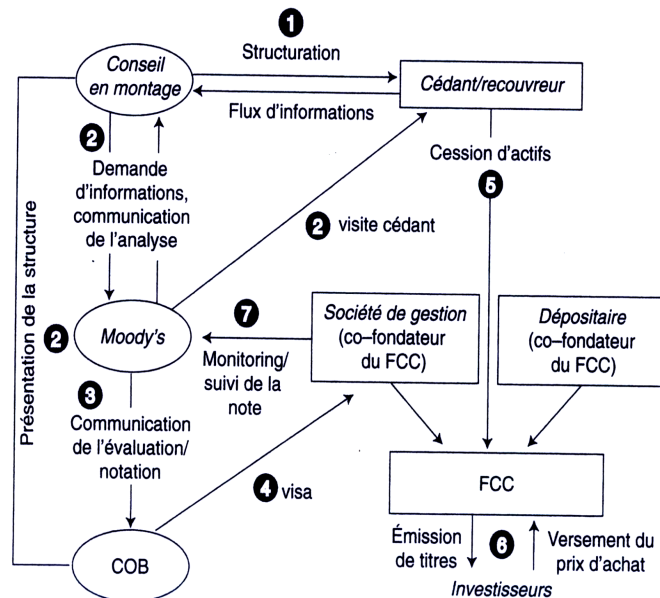 1
Structuration
Conseil
en montage
Cédant/recouvreur
Flux d'informations
2
Demande
d'informations,
communication
de l'analyse
Cession d'actifs
5
2 visite cédant
Présentation de la structure
2
Moody's
7
Monitoring/
suivi de la
note
Société de gestion
(co–fondateur
du FCC)
Dépositaire
(co–fondateur
du FCC)
3
Communication
de l'évaluation/
notation
4 visa
FCC
COB
Émission
de titres
6
Versement du
prix d'achat
Investisseurs